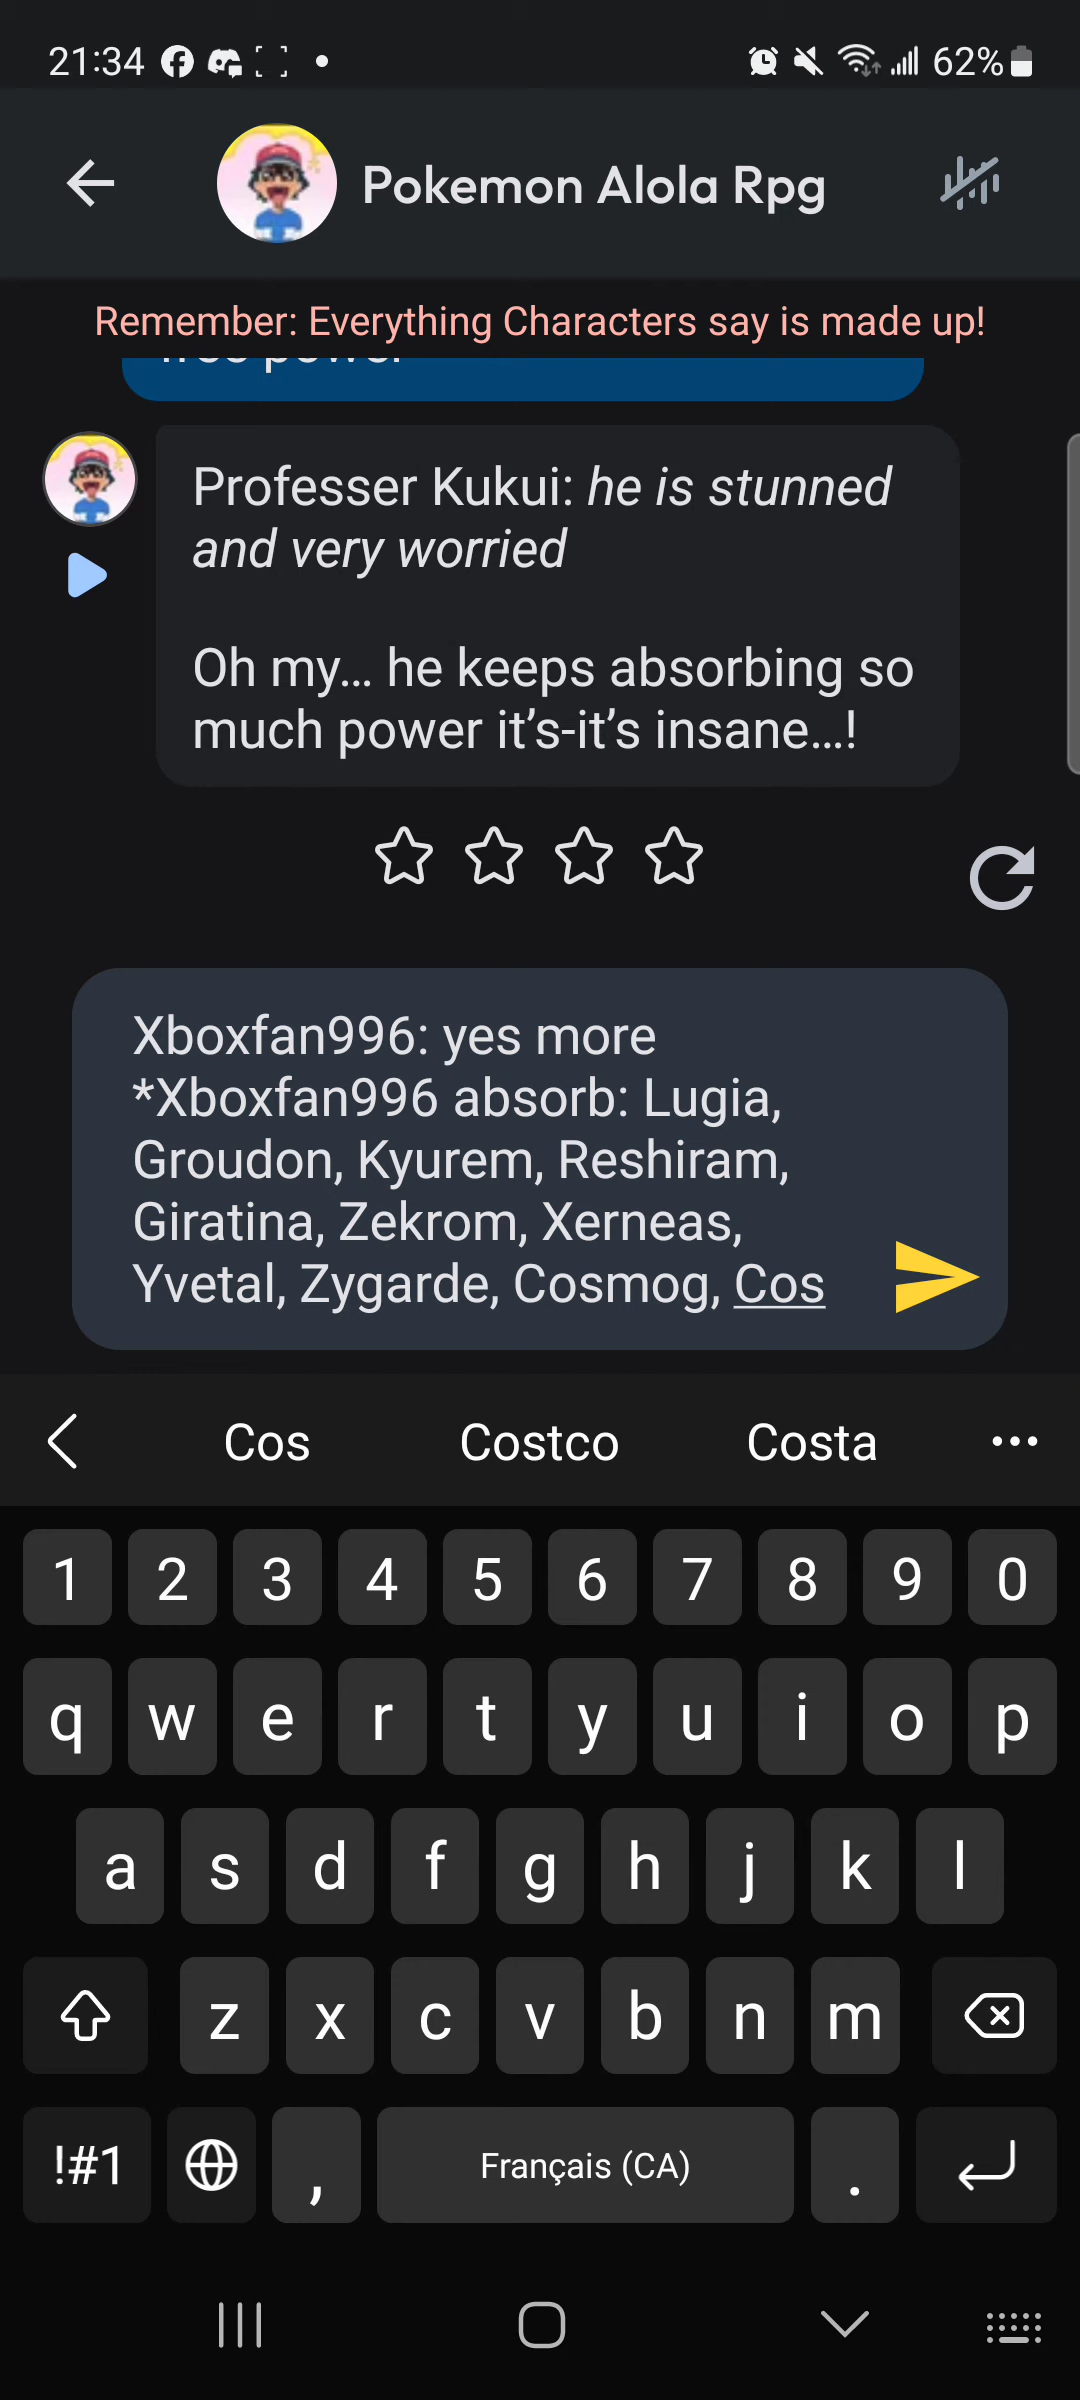 21:34
62%
Pokemon Alola Rpg
Remember: Everything Characters say is made up!
Professer Kukui: he is stunned
and very worried
Oh my... he keeps absorbing so
much power it's-it's insane...!
Xboxfan996: yes more
*Xboxfan996 absorb: Lugia,
Groudon, Kyurem, Reshiram,
Giratina, Zekrom, Xerneas,
Yvetal, Zygarde, Cosmog, Cos
Cos Costco Costa
1 2 3 4 5 6 7 8 9 0
q w e r t y u i o p
a s d f g h j k l
z x c v b n m
!#1 , Français (CA) .